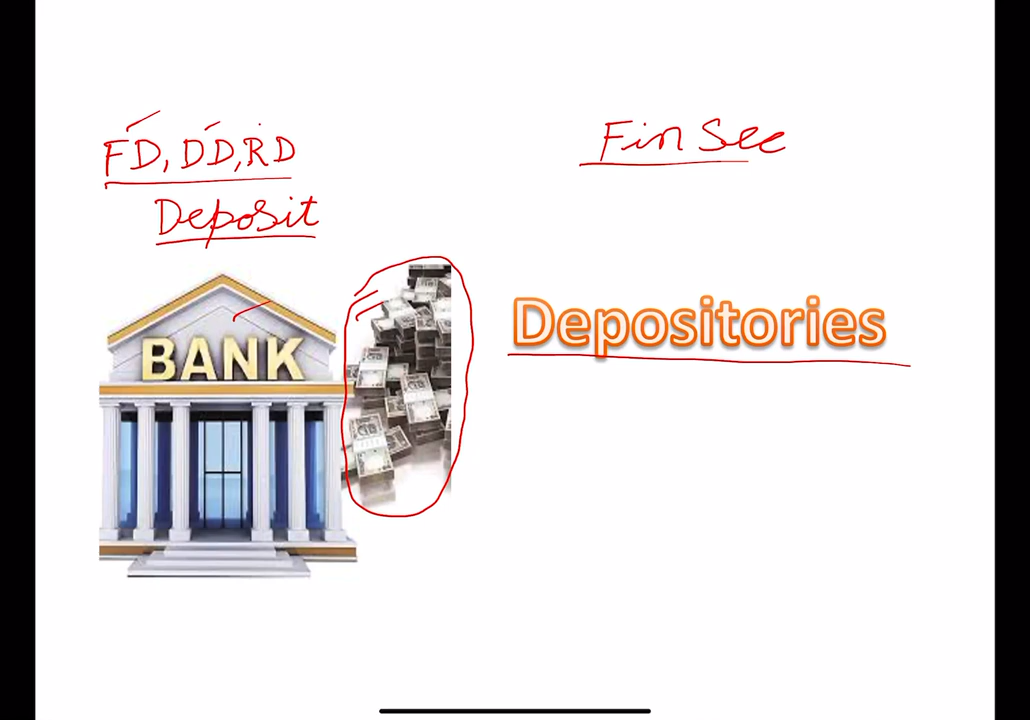 FD, DD, RD
Deposit
BANK
Fin Sec
Depositories